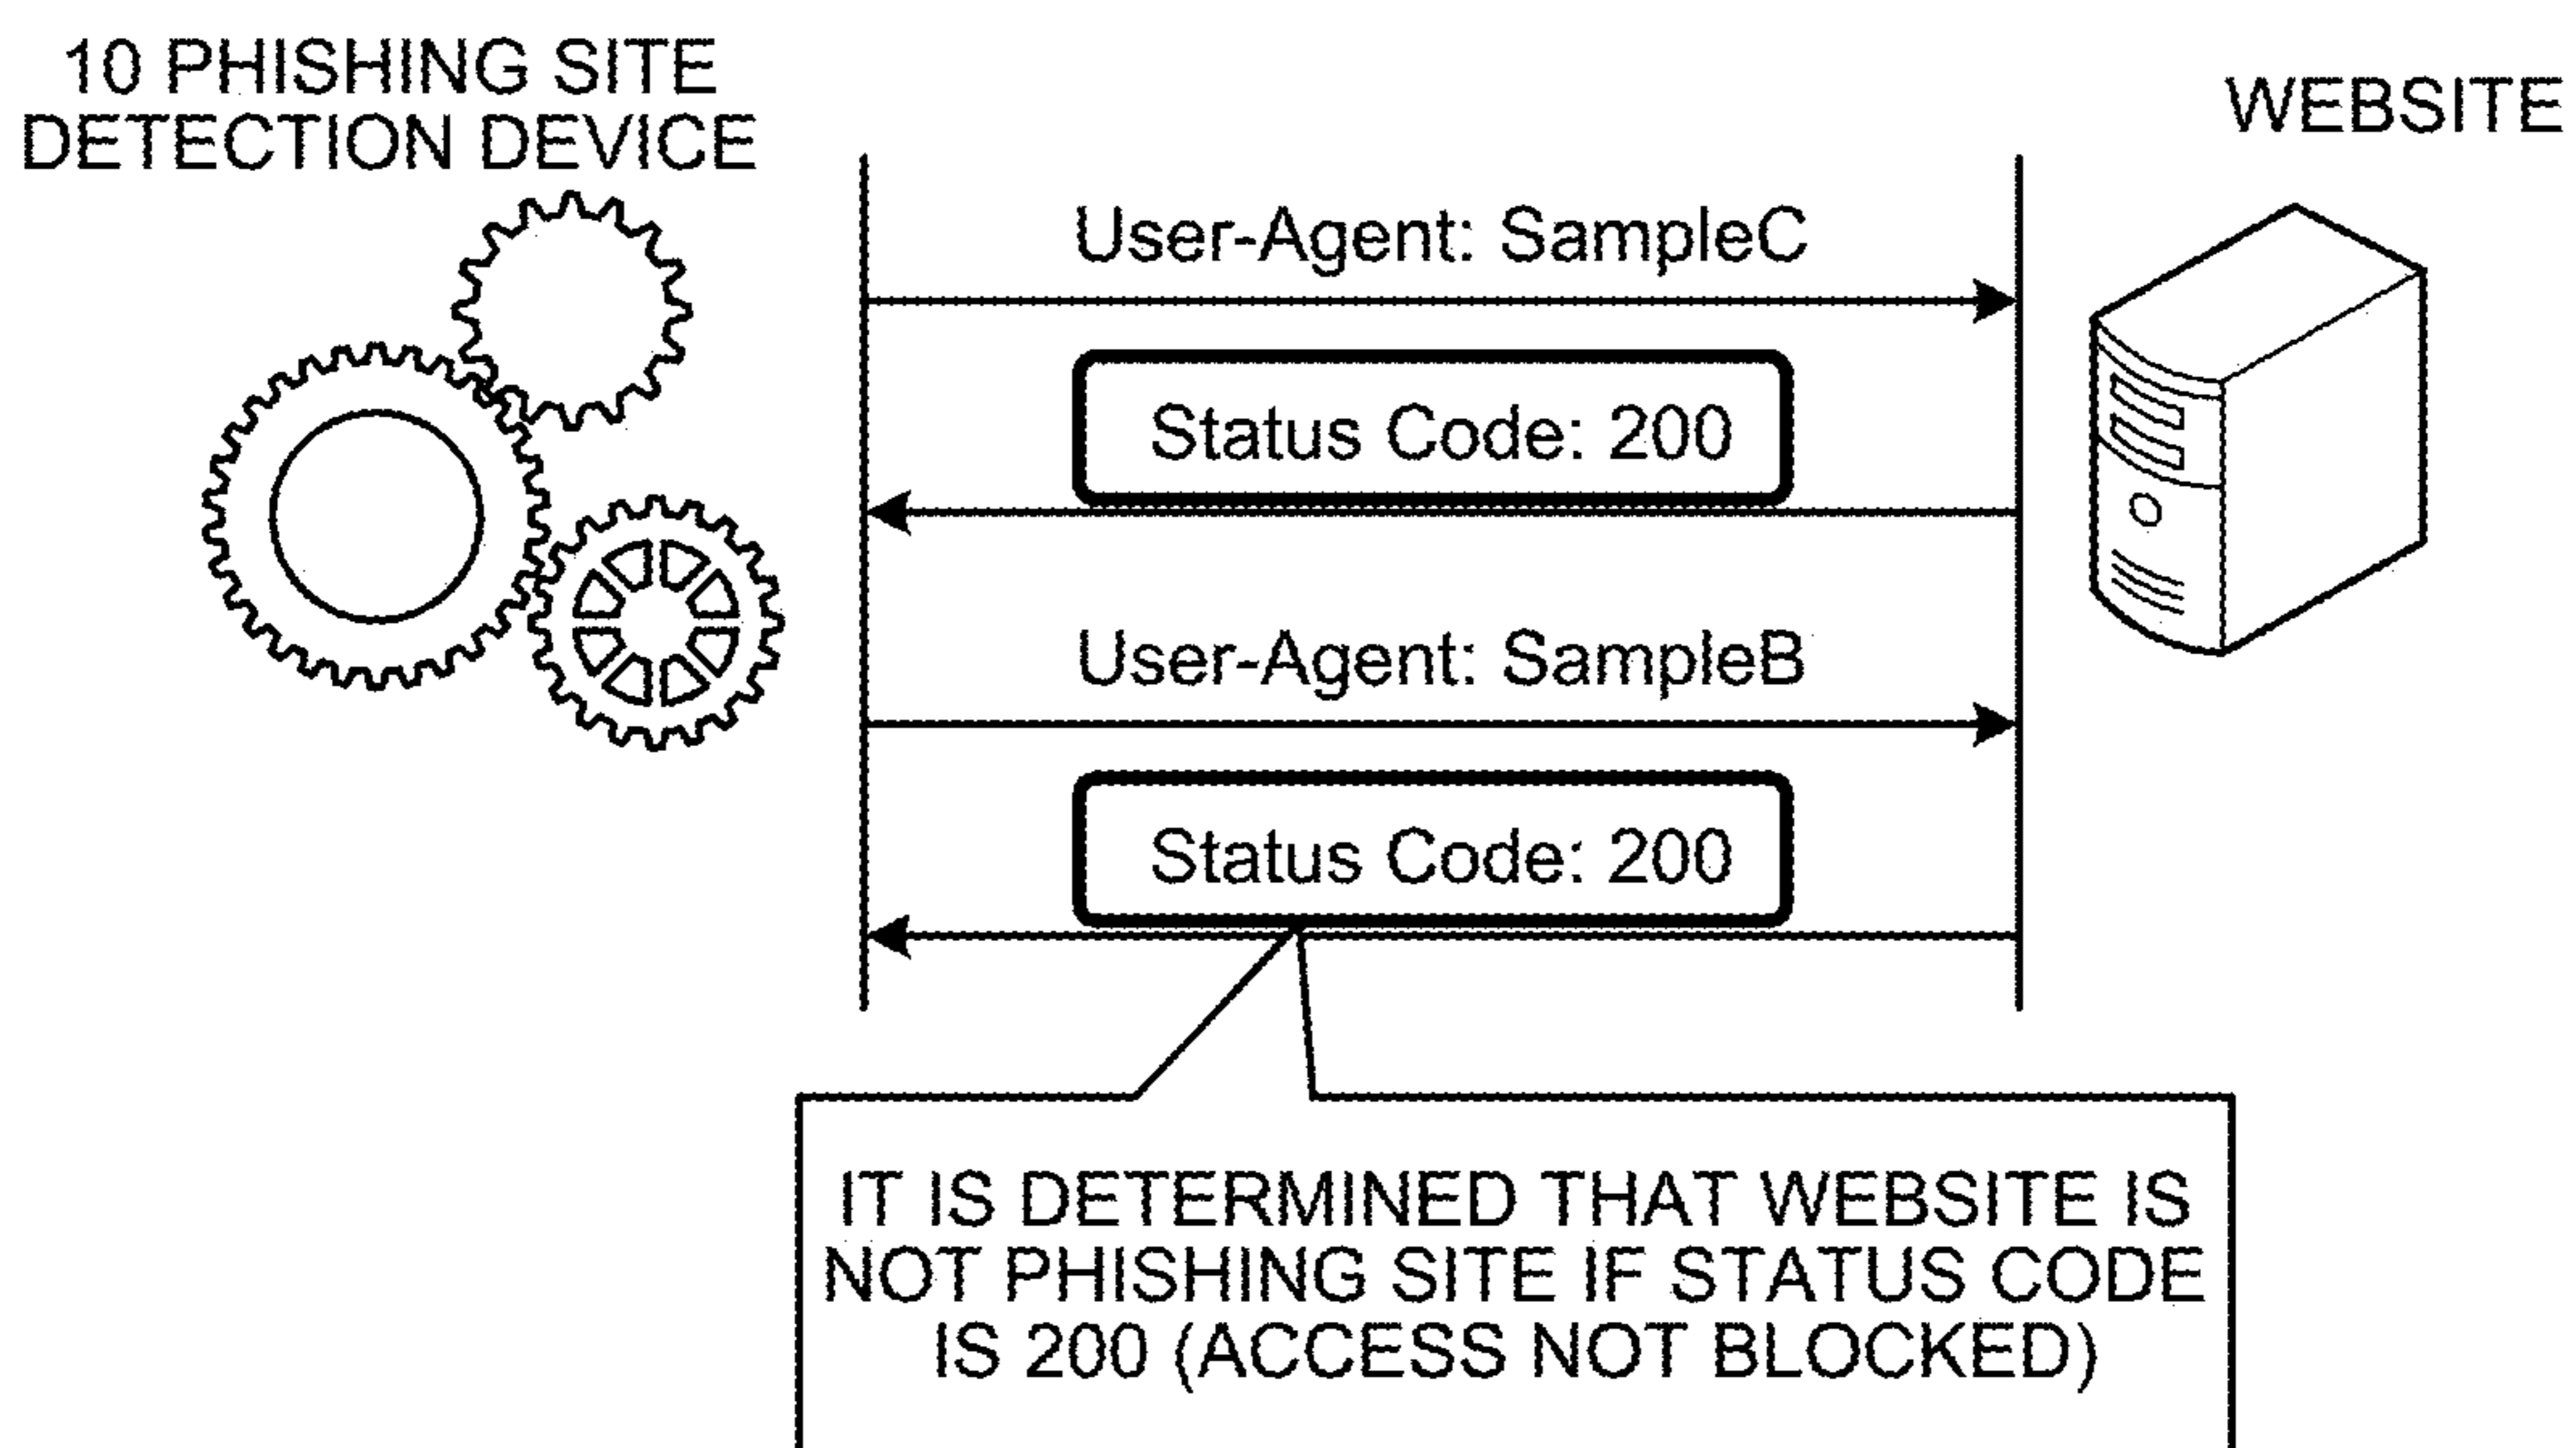 10 PHISHING SITE
DETECTION DEVICE
WEBSITE
User-Agent: SampleC
Status Code: 200
User-Agent: SampleB
Status Code: 200
IT IS DETERMINED THAT WEBSITE IS
NOT PHISHING SITE IF STATUS CODE
IS 200 (ACCESS NOT BLOCKED)